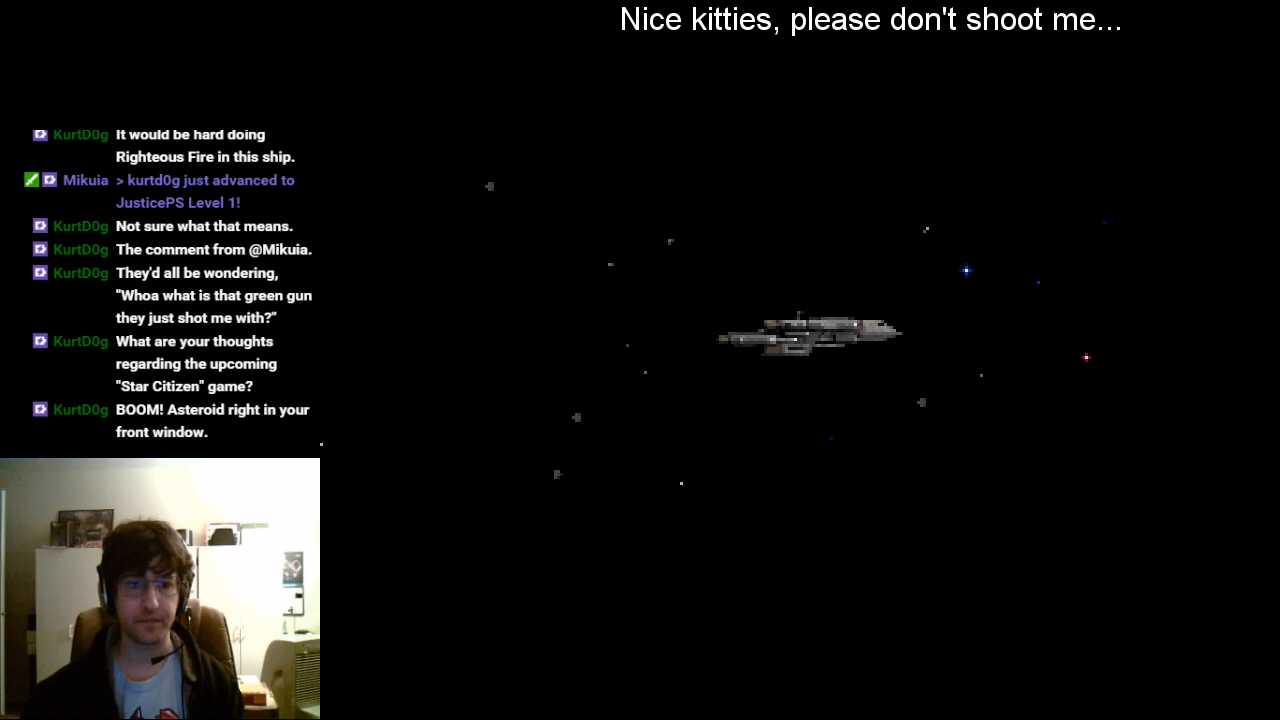 Nice kitties, please don't shoot me...
KurtD0g It would be hard doing
Righteous Fire in this ship.
Mikuia > kurtd0g just advanced to
JusticePS Level 1!
KurtD0g Not sure what that means.
KurtD0g The comment from @Mikuia.
KurtD0g They'd all be wondering,
"Whoa what is that green gun
they just shot me with?"
KurtD0g What are your thoughts
regarding the upcoming
"Star Citizen" game?
KurtD0g BOOM! Asteroid right in your
front window.